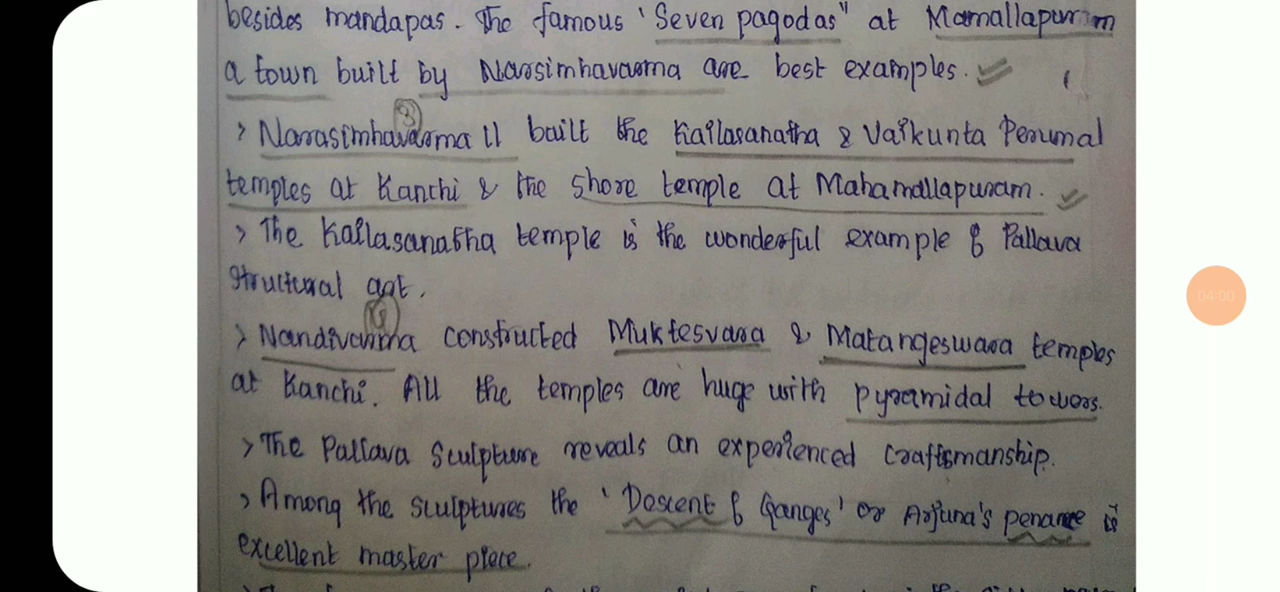 besides mandapas. The famous 'Seven pagodas" at Mamallapuram
a town built by Narsimhavarma are best examples.
> Narasimhavarma II built the Kailasanatha & Vaikunta Perumal
temples at Kanchi & the Shore temple at Mahamallapuram.
> The Kailasanatha temple is the wonderful example of Pallava
structural art.
> Nandivarma constructed Muktesvara & Matangeswara temples
at Kanchi. All the temples are huge with pyramidal towers.
> The Pallava Sculpture reveals an experienced Craftsmanship.
> Among the sculptures the 'Descent of Ganges' or Arjuna's penance is
excellent master piece.
04:00